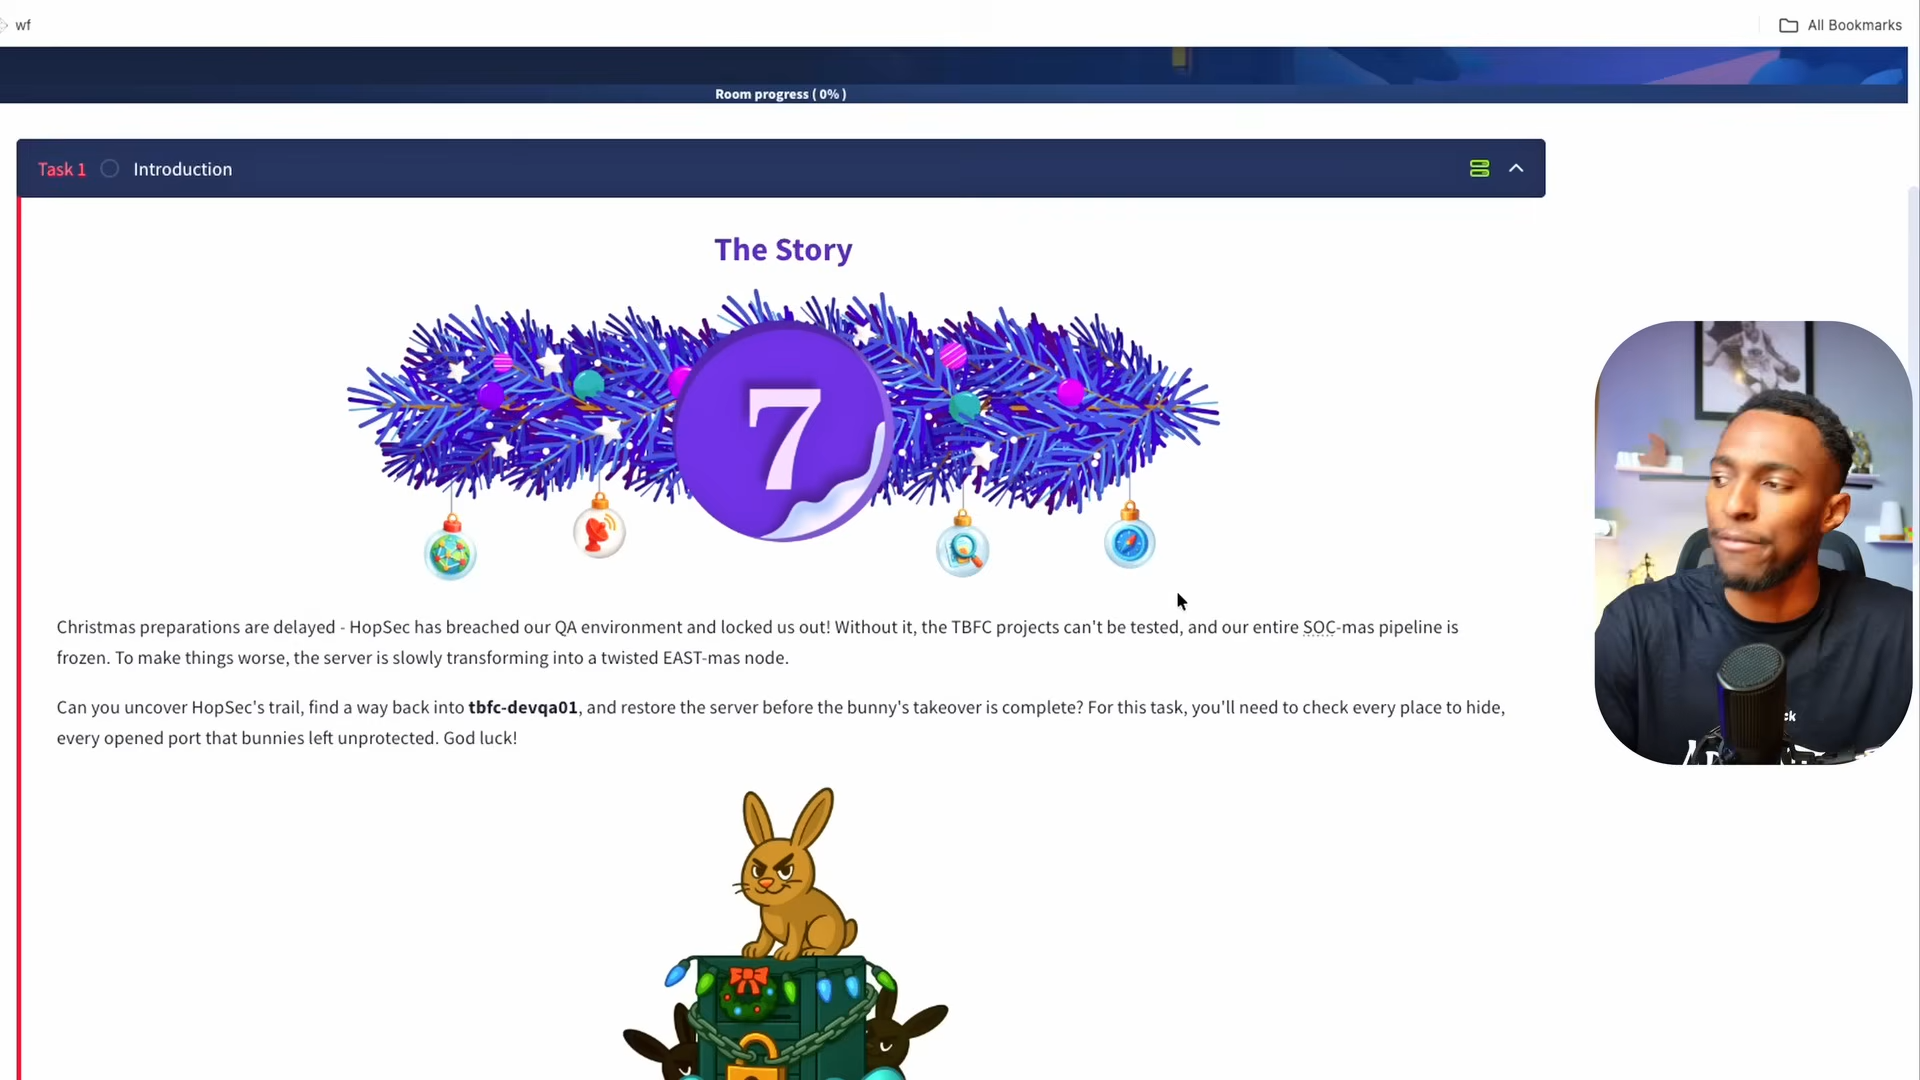 wf
All Bookmarks
Room progress ( 0% )
Task 1
Introduction
The Story
7
Christmas preparations are delayed - HopSec has breached our QA environment and locked us out! Without it, the TBFC projects can't be tested, and our entire SOC-mas pipeline is
frozen. To make things worse, the server is slowly transforming into a twisted EAST-mas node.
Can you uncover HopSec's trail, find a way back into tbfc-devqa01, and restore the server before the bunny's takeover is complete? For this task, you'll need to check every place to hide,
every opened port that bunnies left unprotected. God luck!